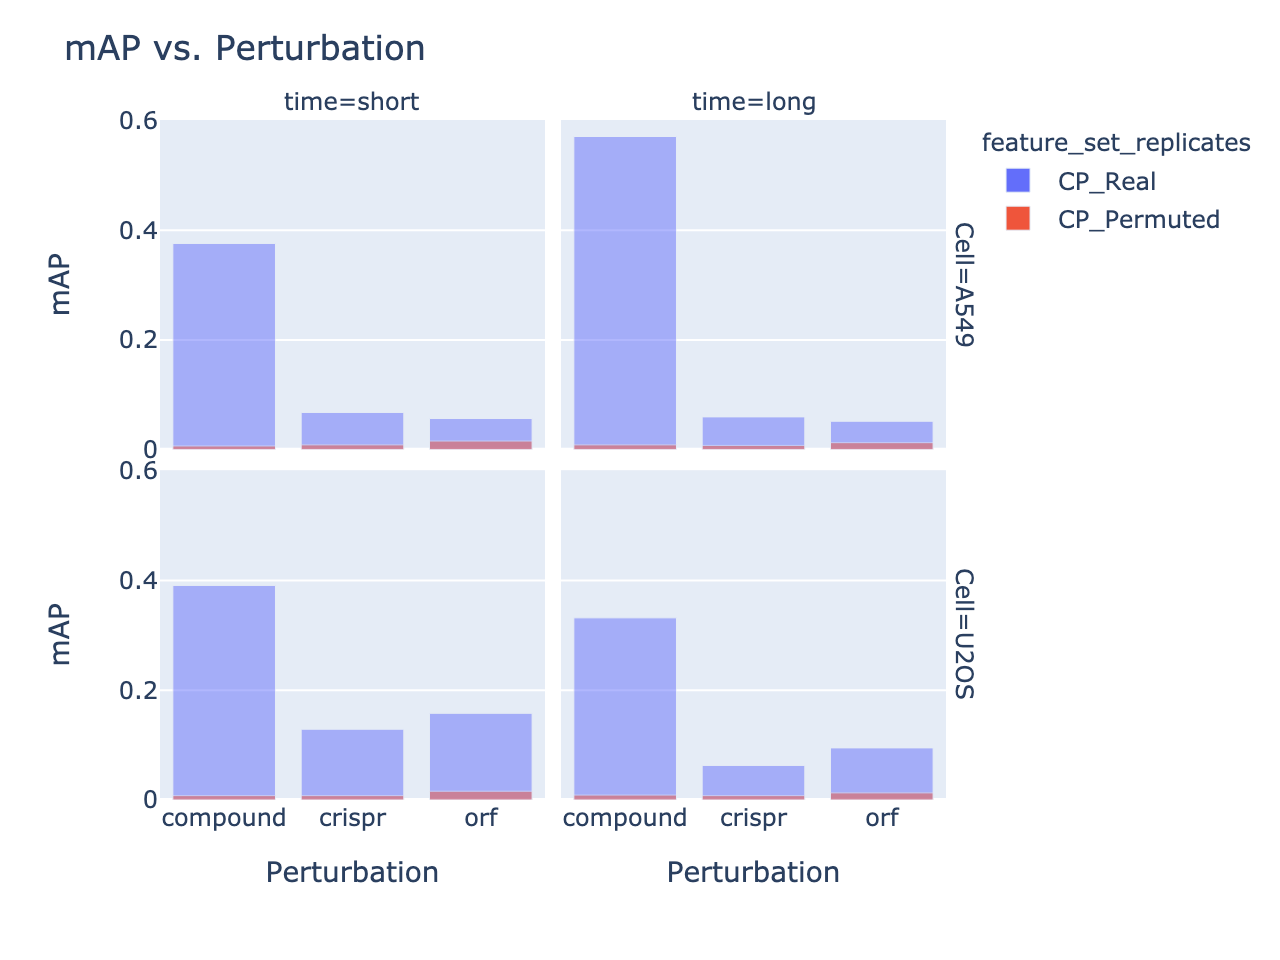 mAP vs. Perturbation
time=short
time=long
feature_set_replicates
CP_Real
CP_Permuted
0.6
0.4
0.2
0
mAP
Cell=A549
0.6
0.4
0.2
0
mAP
Cell=U2OS
compound crispr orf
compound crispr orf
Perturbation
Perturbation